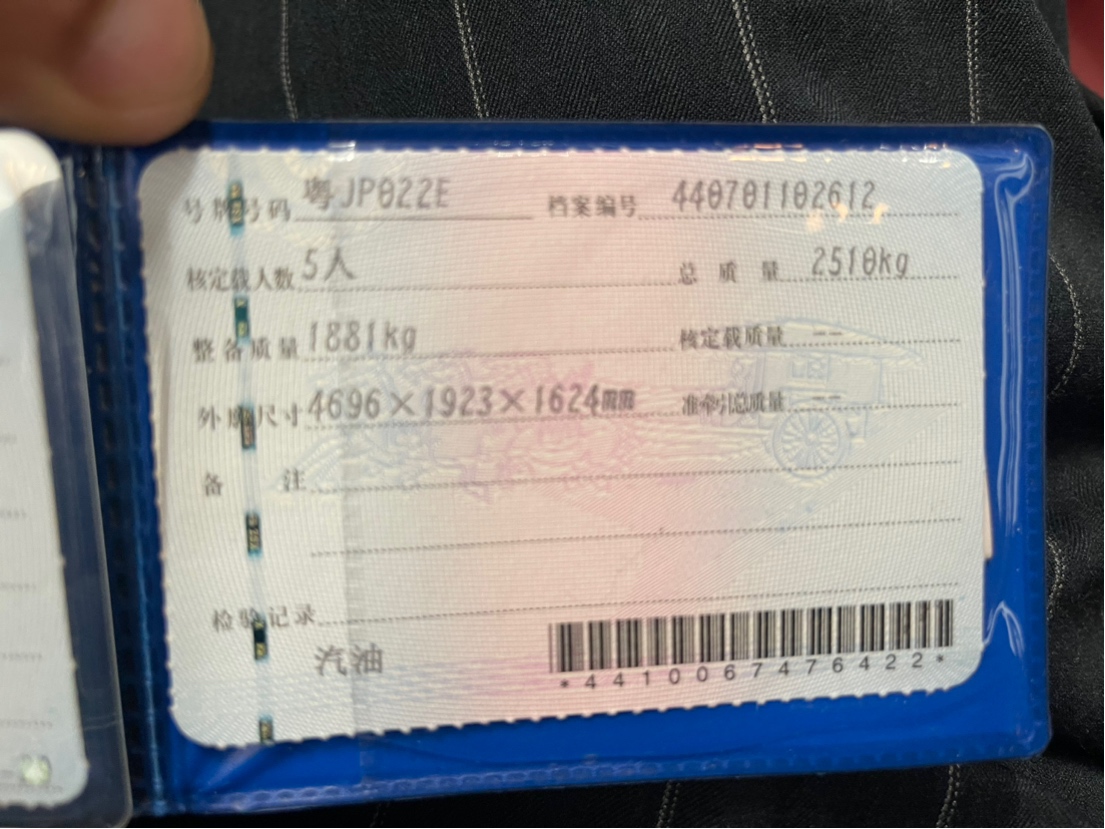 号牌号码 粤JP022E 档案编号 440701102612
核定载人数 5人 总质量 2510kg
整备质量 1881kg 核定载质量 --
外廓尺寸 4696×1923×1624mm 准牵引总质量 --
备注
检验记录
汽油
*4410067476422*